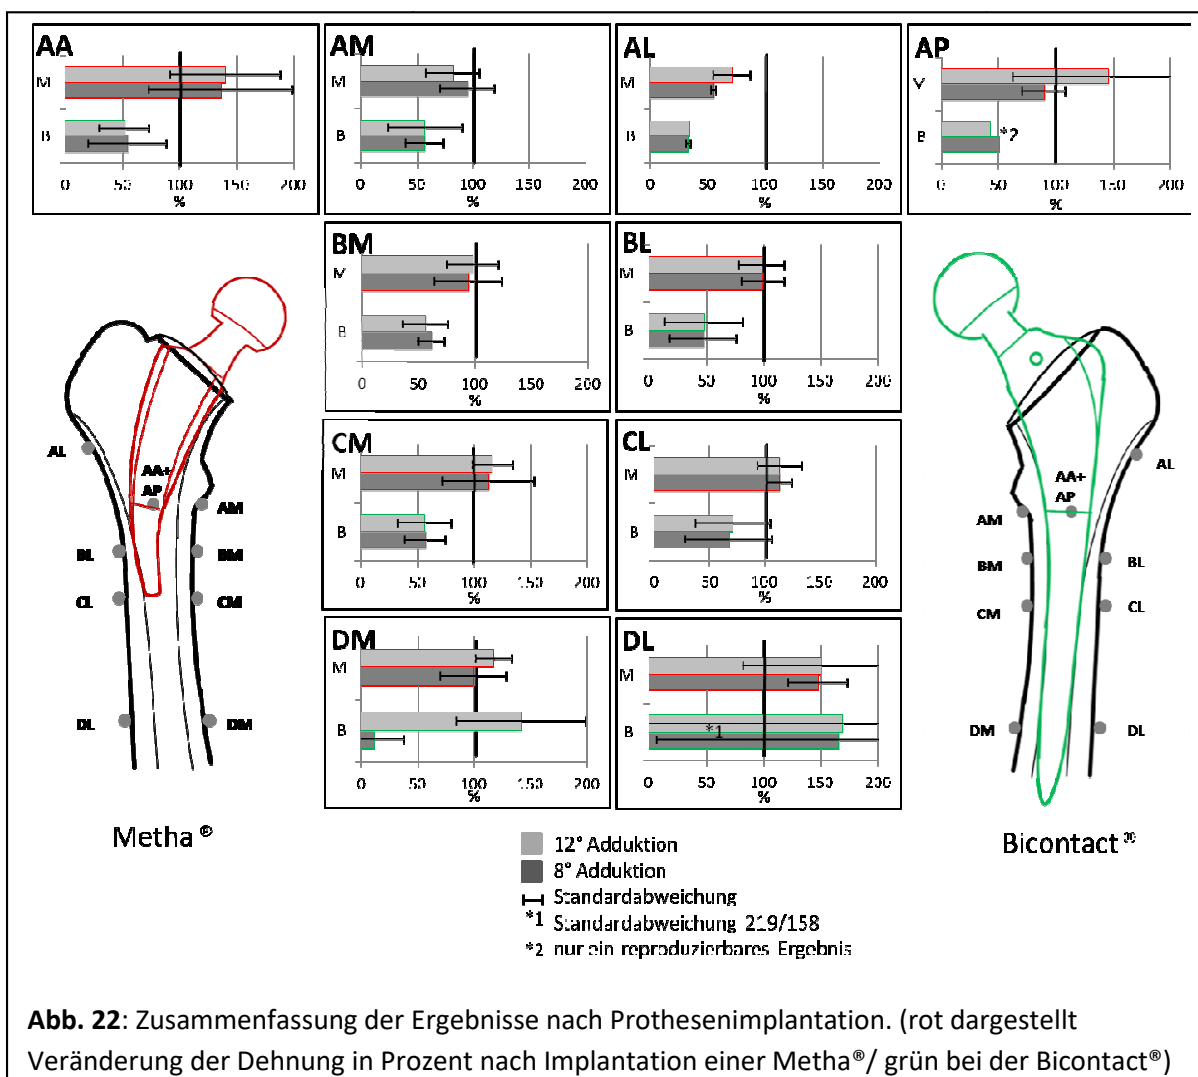 AA
M
B
0 50 100 150 200
%
AM
M
B
0 50 100 150 200
%
AL
M
B
0 50 100 150 200
%
AP
M
B
*2
0 50 100 150 200
%
BM
M
B
0 50 100 150 200
%
BL
M
B
0 50 100 150 200
%
CM
M
B
0 50 100 150 200
%
CL
M
B
0 50 100 150 200
%
DM
M
B
0 50 100 150 200
%
DL
M
B
*1
0 50 100 150 200
%
AL
AA+
AP
AM
BL
BM
CL
CM
DL
DM
Metha®
AL
AA+
AP
AM
BM
BL
CM
CL
DM
DL
Bicontact®
12° Adduktion
8° Adduktion
Standardabweichung
*1 Standardabweichung 219/158
*2 nur ein reproduzierbares Ergebnis
Abb. 22: Zusammenfassung der Ergebnisse nach Prothesenimplantation. (rot dargestellt
Veränderung der Dehnung in Prozent nach Implantation einer Metha®/ grün bei der Bicontact®)